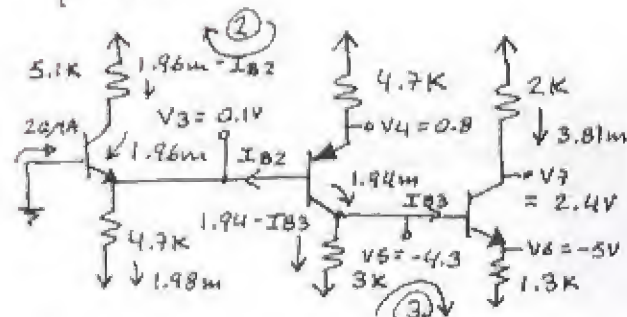 ②
5.1K
1.96m - IB2
4.7K
2K
V3 = 0.1V
V4 = 0.8
3.81m
1.96m
IB2
1.94m
V7
= 2.4V
IB3
4.7K
1.94 - IB3
V5 = -4.3
V6 = -5V
1.98m
3K
1.3K
③